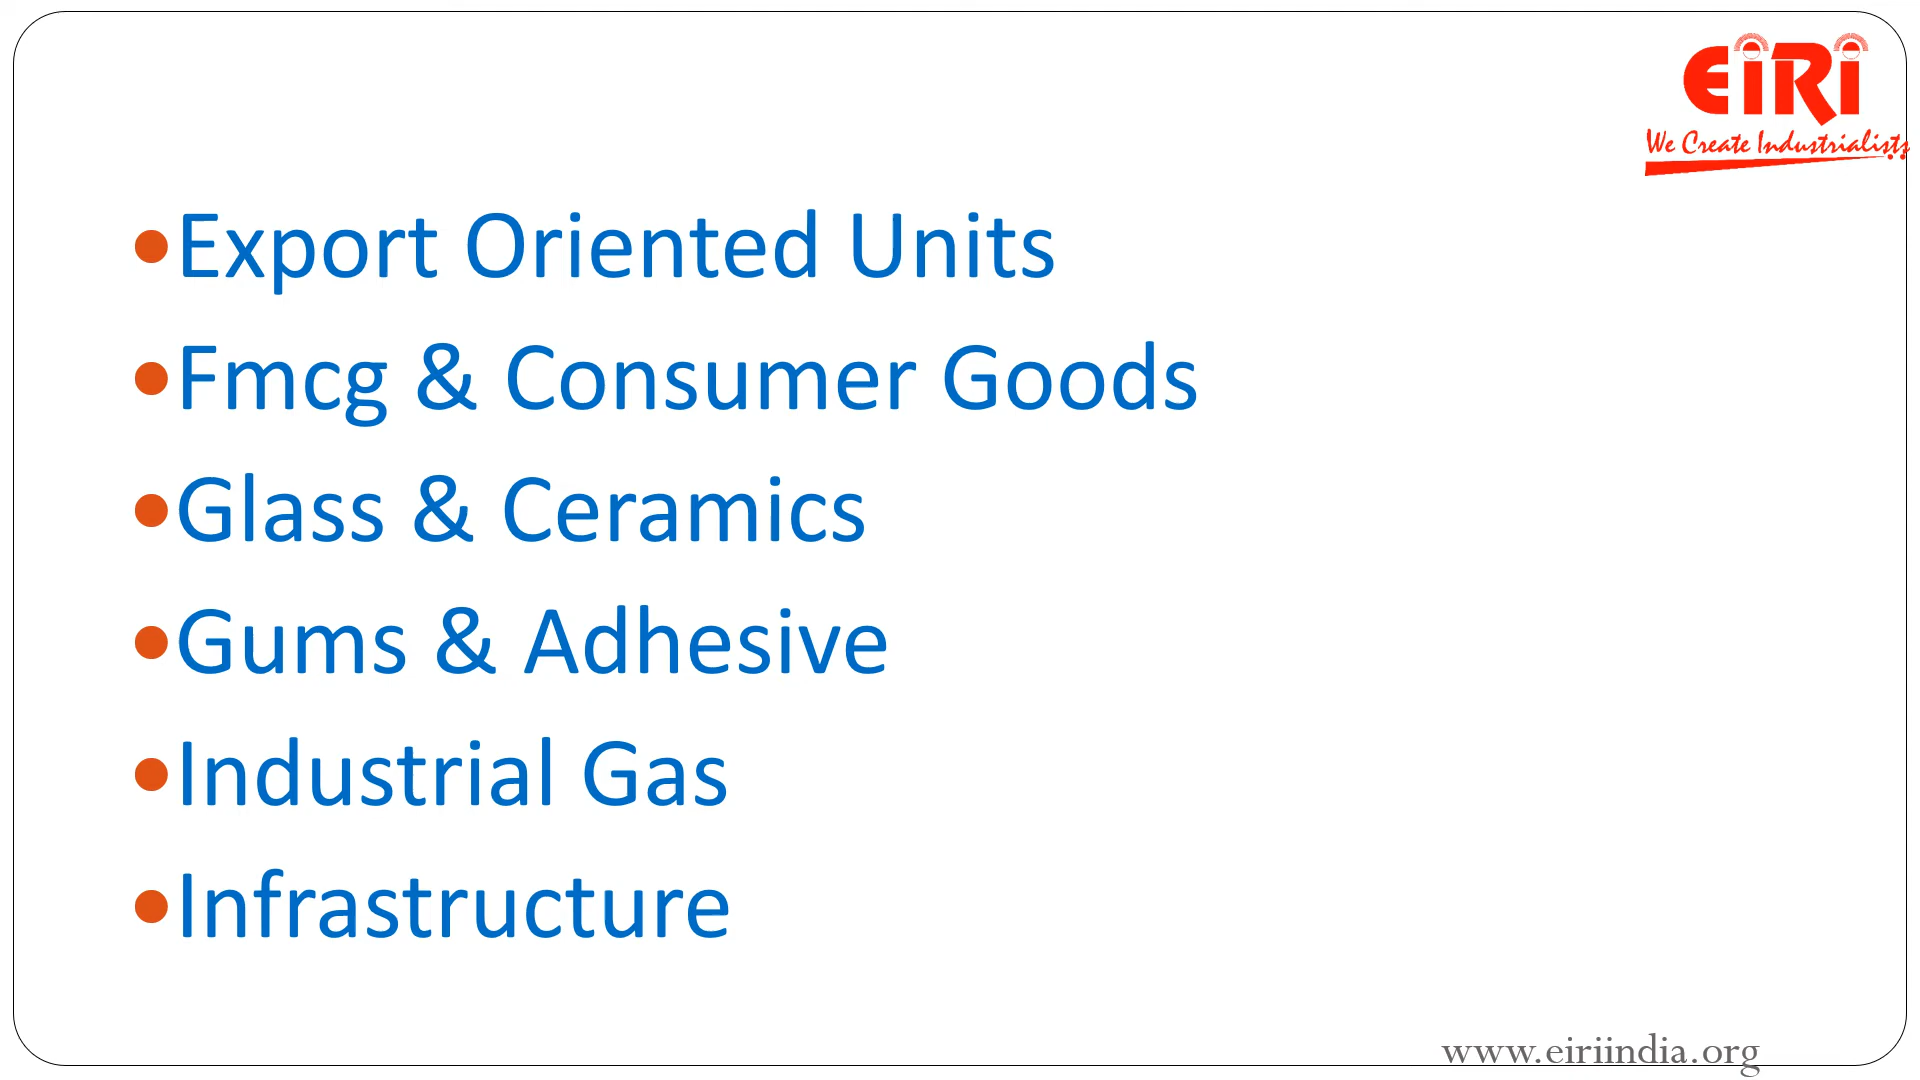 EiRi
We Create Industrialists
•Export Oriented Units
•Fmcg & Consumer Goods
•Glass & Ceramics
•Gums & Adhesive
•Industrial Gas
•Infrastructure
www.eiriindia.org